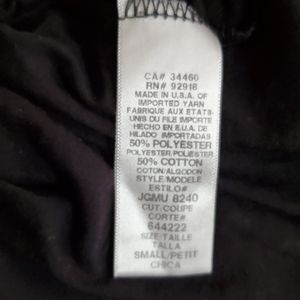 CA# 34460
RN# 92918
MADE IN U.S.A. OF
IMPORTED YARN
FABRIQUE AUX ETATS-
UNIS DU FILE IMPORTE
HECHO EN E.U.A. DE
HILADO IMPORTADAS
50% POLYESTER
POLYESTER, POLIESTER
50% COTTON
COTON/ALGODON
STYLE/MODELE
ESTILO#
JGMU 8240
CUT. COUPE
CORTE#
644222
SIZE-TAILLE
TALLA
SMALL/PETIT
CHICA